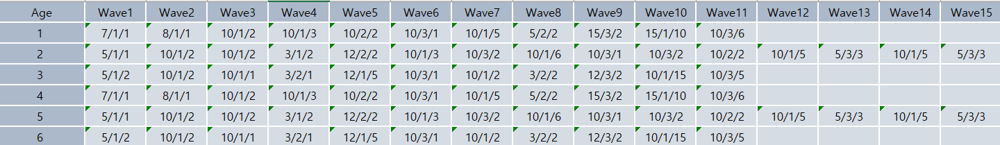 Age Wave1 Wave2 Wave3 Wave4 Wave5 Wave6 Wave7 Wave8 Wave9 Wave10 Wave11 Wave12 Wave13 Wave14 Wave15
1 7/1/1 8/1/1 10/1/2 10/1/3 10/2/2 10/3/1 10/1/5 5/2/2 15/3/2 15/1/10 10/3/6
2 5/1/1 10/1/2 10/1/2 3/1/2 12/2/2 10/1/3 10/3/2 10/1/6 10/3/1 10/3/2 10/2/2 10/1/5 5/3/3 10/1/5 5/3/3
3 5/1/2 10/1/2 10/1/1 3/2/1 12/1/5 10/3/1 10/1/2 3/2/2 12/3/2 10/1/15 10/3/5
4 7/1/1 8/1/1 10/1/2 10/1/3 10/2/2 10/3/1 10/1/5 5/2/2 15/3/2 15/1/10 10/3/6
5 5/1/1 10/1/2 10/1/2 3/1/2 12/2/2 10/1/3 10/3/2 10/1/6 10/3/1 10/3/2 10/2/2 10/1/5 5/3/3 10/1/5 5/3/3
6 5/1/2 10/1/2 10/1/1 3/2/1 12/1/5 10/3/1 10/1/2 3/2/2 12/3/2 10/1/15 10/3/5